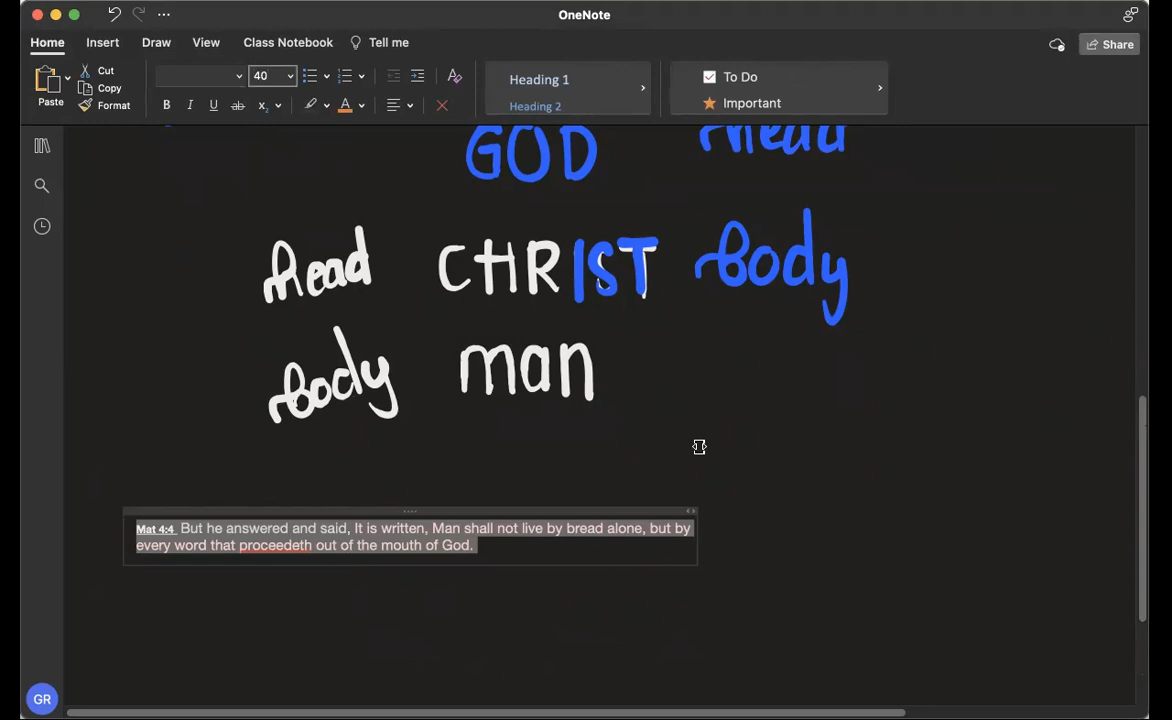 OneNote
Home Insert Draw View Class Notebook Tell me
Share
Paste
Cut
Copy
Format
40
B I U ab x₂ A
Heading 1
Heading 2
To Do
Important
GOD head
head CHRIST body
body man
Mat 4:4 But he answered and said, It is written, Man shall not live by bread alone, but by
every word that proceedeth out of the mouth of God.
GR